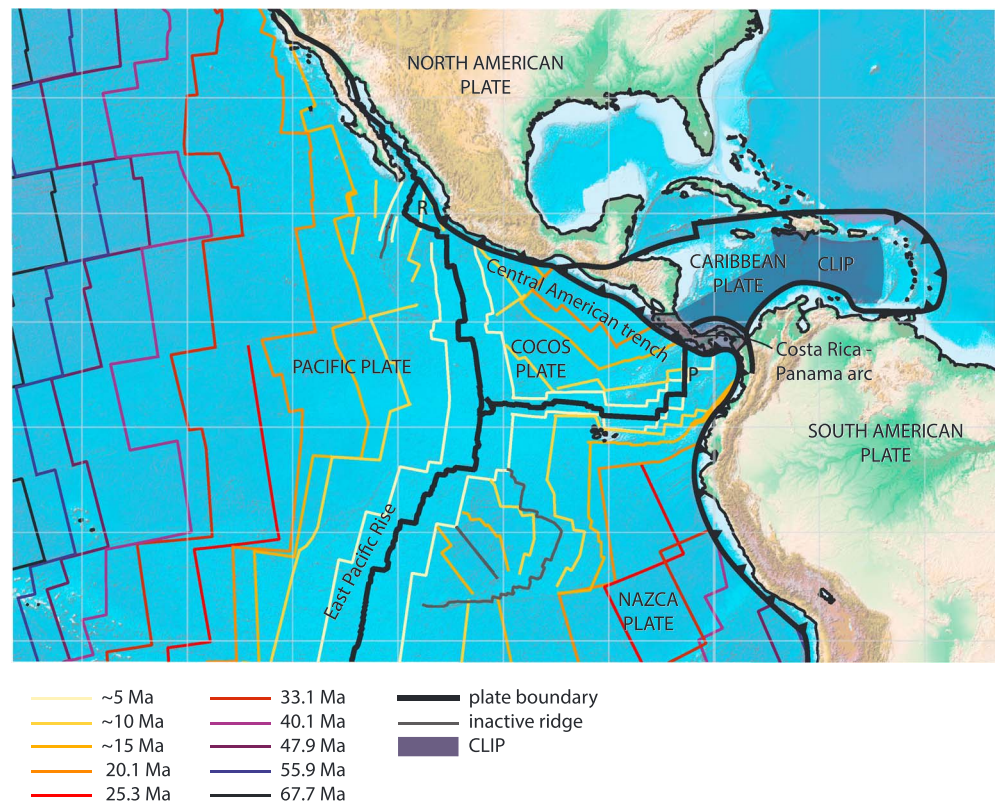 NORTH AMERICAN
PLATE
R
Central American trench
CARIBBEAN
PLATE
CLIP
PACIFIC PLATE
COCOS
PLATE
P
Costa Rica -
Panama arc
SOUTH AMERICAN
PLATE
East Pacific Rise
NAZCA
PLATE
~5 Ma
~10 Ma
~15 Ma
20.1 Ma
25.3 Ma
33.1 Ma
40.1 Ma
47.9 Ma
55.9 Ma
67.7 Ma
plate boundary
inactive ridge
CLIP